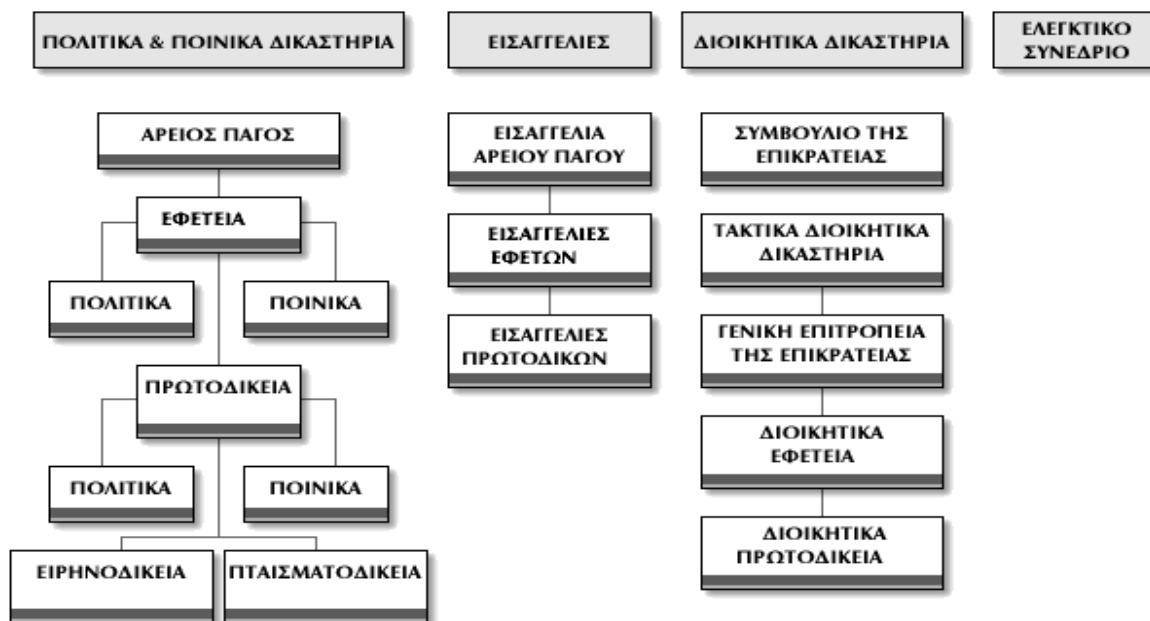 ΠΟΛΙΤΙΚΑ & ΠΟΙΝΙΚΑ ΔΙΚΑΣΤΗΡΙΑ
ΑΡΕΙΟΣ ΠΑΓΟΣ
ΕΦΕΤΕΙΑ
ΠΟΛΙΤΙΚΑ
ΠΟΙΝΙΚΑ
ΠΡΩΤΟΔΙΚΕΙΑ
ΠΟΛΙΤΙΚΑ
ΠΟΙΝΙΚΑ
ΕΙΡΗΝΟΔΙΚΕΙΑ
ΠΤΑΙΣΜΑΤΟΔΙΚΕΙΑ
ΕΙΣΑΓΓΕΛΙΕΣ
ΕΙΣΑΓΓΕΛΙΑ
ΑΡΕΙΟΥ ΠΑΓΟΥ
ΕΙΣΑΓΓΕΛΙΕΣ
ΕΦΕΤΩΝ
ΕΙΣΑΓΓΕΛΙΕΣ
ΠΡΩΤΟΔΙΚΩΝ
ΔΙΟΙΚΗΤΙΚΑ ΔΙΚΑΣΤΗΡΙΑ
ΣΥΜΒΟΥΛΙΟ ΤΗΣ
ΕΠΙΚΡΑΤΕΙΑΣ
ΤΑΚΤΙΚΑ ΔΙΟΙΚΗΤΙΚΑ
ΔΙΚΑΣΤΗΡΙΑ
ΓΕΝΙΚΗ ΕΠΙΤΡΟΠΕΙΑ
ΤΗΣ ΕΠΙΚΡΑΤΕΙΑΣ
ΔΙΟΙΚΗΤΙΚΑ
ΕΦΕΤΕΙΑ
ΔΙΟΙΚΗΤΙΚΑ
ΠΡΩΤΟΔΙΚΕΙΑ
ΕΛΕΓΚΤΙΚΟ
ΣΥΝΕΔΡΙΟ